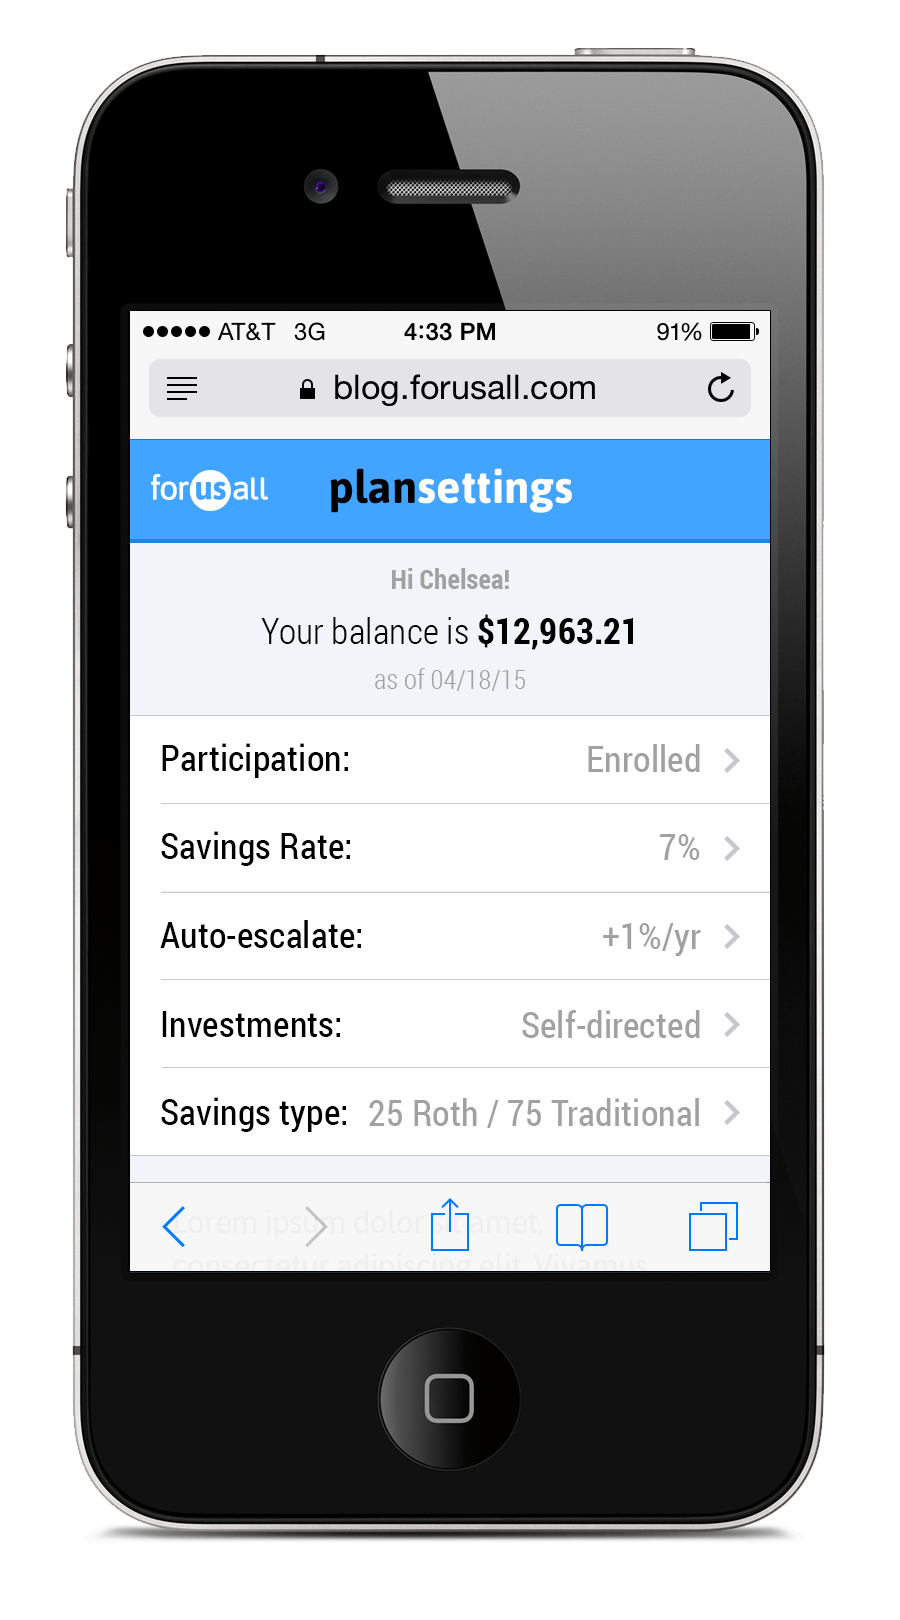 AT&T 3G 4:33 PM 91%
blog.forusall.com
forusall plansettings
Hi Chelsea!
Your balance is $12,963.21
as of 04/18/15
Participation: Enrolled
Savings Rate: 7%
Auto-escalate: +1%/yr
Investments: Self-directed
Savings type: 25 Roth / 75 Traditional
Lorem ipsum dolor sit amet,
consectetur adipiscing elit. Vivamus